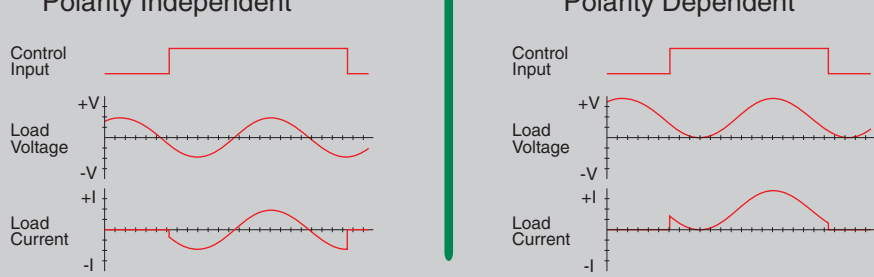 Polarity Independent
Control
Input
+V
Load
Voltage
-V
+I
Load
Current
-I
Polarity Dependent
Control
Input
+V
Load
Voltage
-V
+I
Load
Current
-I